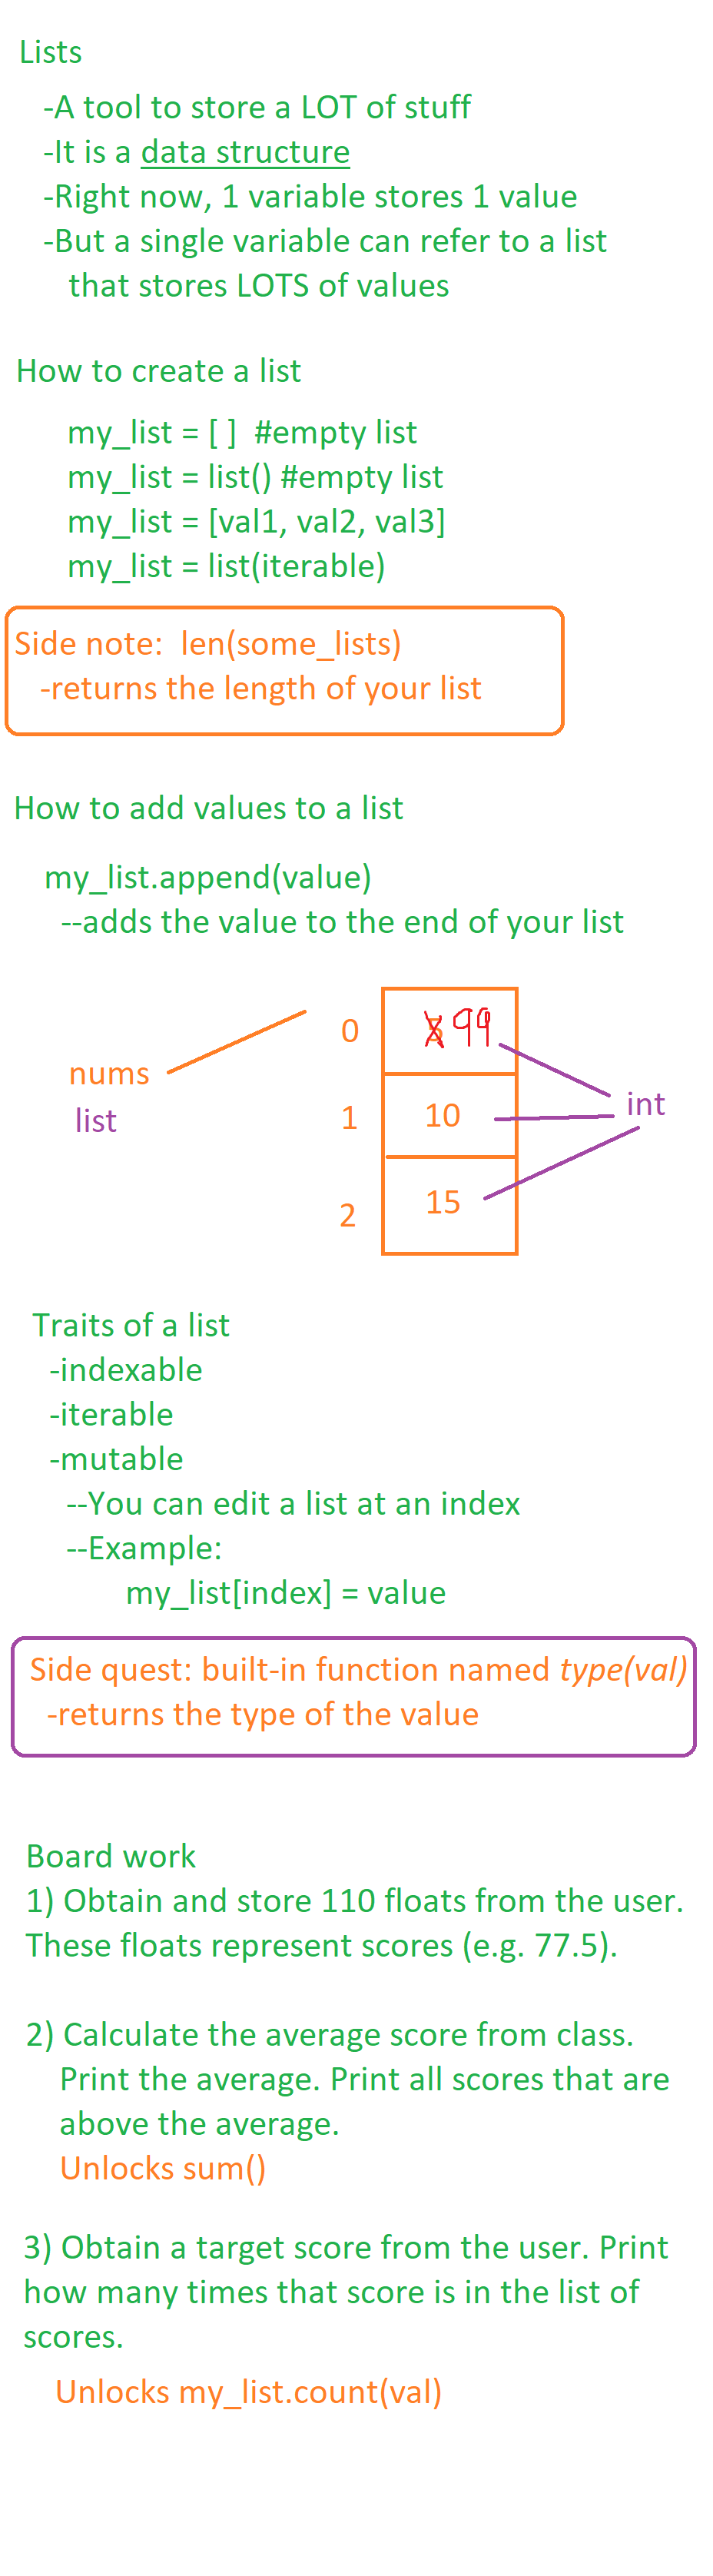 Lists
-A tool to store a LOT of stuff
-It is a data structure
-Right now, 1 variable stores 1 value
-But a single variable can refer to a list
that stores LOTS of values
How to create a list
my_list = [ ]  #empty list
my_list = list() #empty list
my_list = [val1, val2, val3]
my_list = list(iterable)
Side note:  len(some_lists)
-returns the length of your list
How to add values to a list
my_list.append(value)
--adds the value to the end of your list
0 5 99
nums
list
1 10
int
2 15
Traits of a list
-indexable
-iterable
-mutable
--You can edit a list at an index
--Example:
my_list[index] = value
Side quest: built-in function named type(val)
-returns the type of the value
Board work
1) Obtain and store 110 floats from the user.
These floats represent scores (e.g. 77.5).
2) Calculate the average score from class.
Print the average. Print all scores that are
above the average.
Unlocks sum()
3) Obtain a target score from the user. Print
how many times that score is in the list of
scores.
Unlocks my_list.count(val)